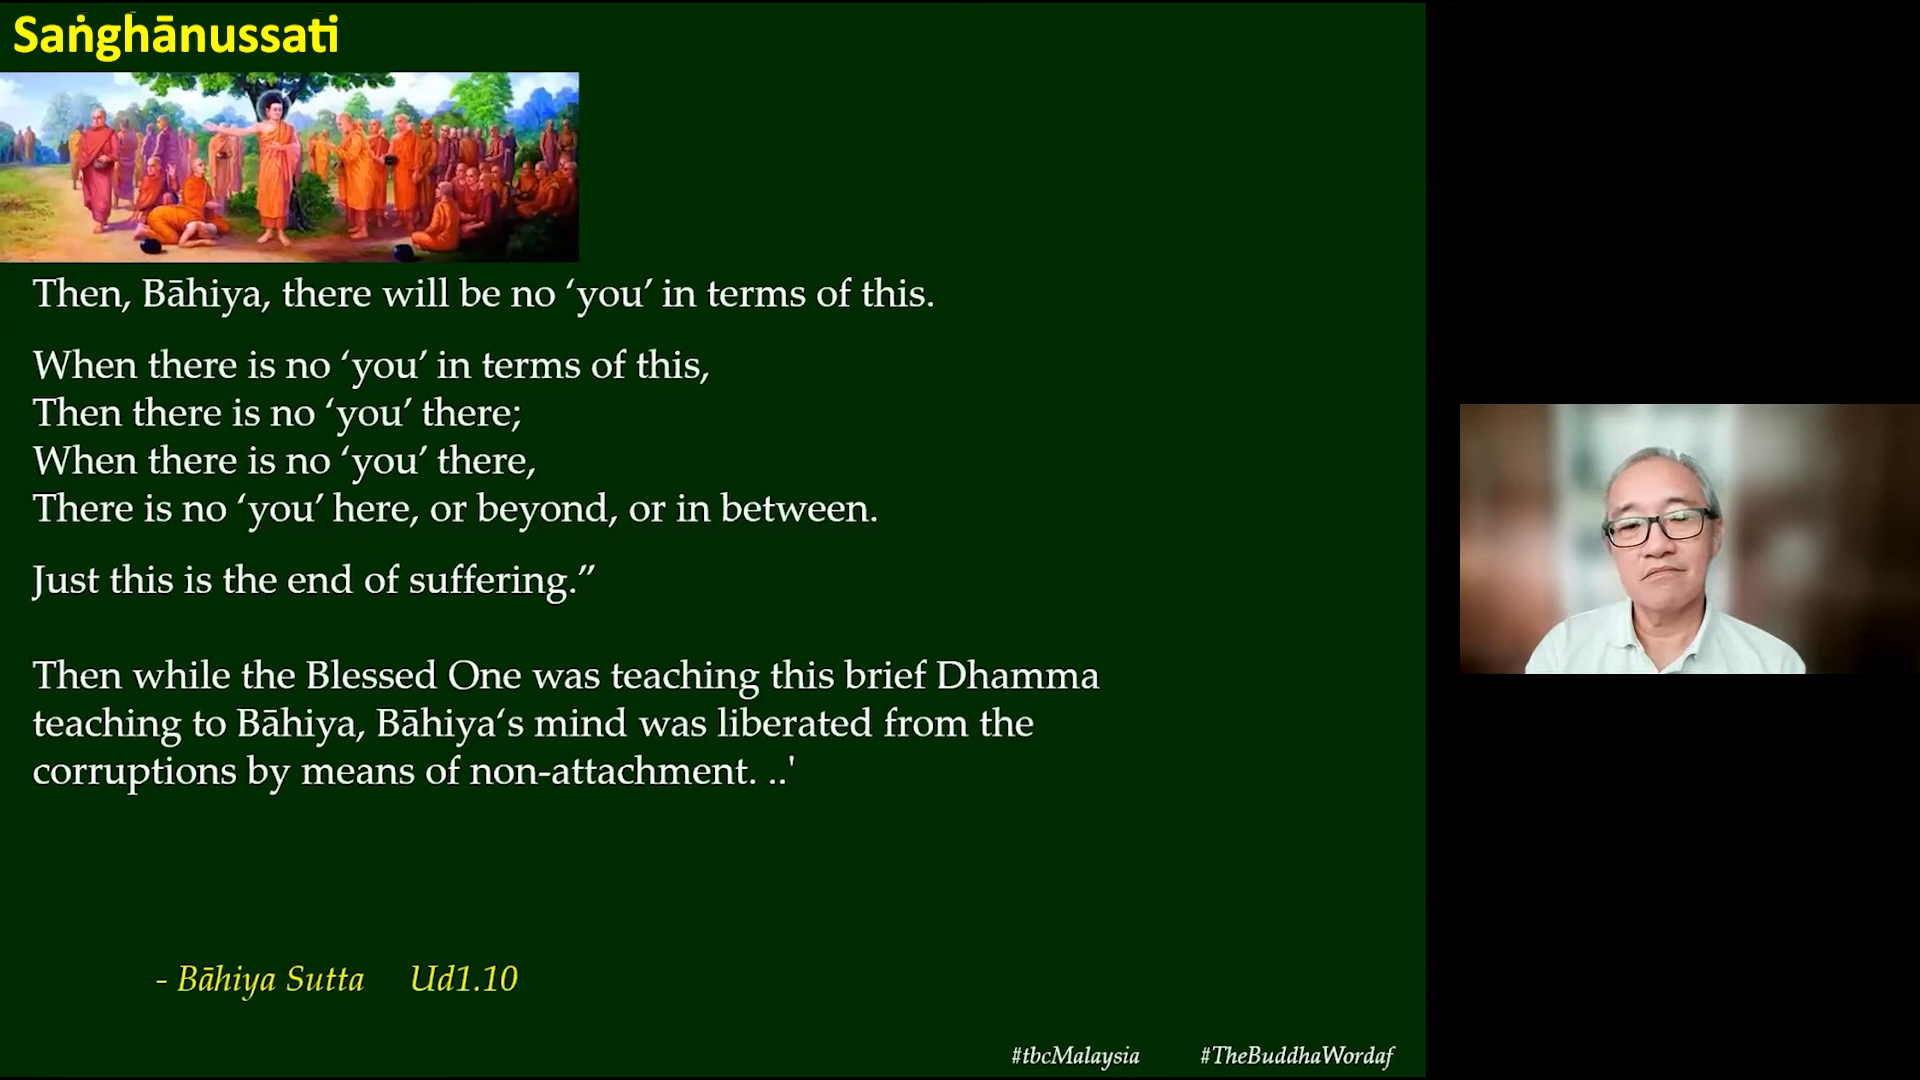 Saṅghānussati
Then, Bāhiya, there will be no ‘you’ in terms of this.
When there is no ‘you’ in terms of this,
Then there is no ‘you’ there;
When there is no ‘you’ there,
There is no ‘you’ here, or beyond, or in between.
Just this is the end of suffering.”
Then while the Blessed One was teaching this brief Dhamma
teaching to Bāhiya, Bāhiya‘s mind was liberated from the
corruptions by means of non-attachment. ..'
- Bāhiya Sutta Ud1.10
#tbcMalaysia #TheBuddhaWordaf